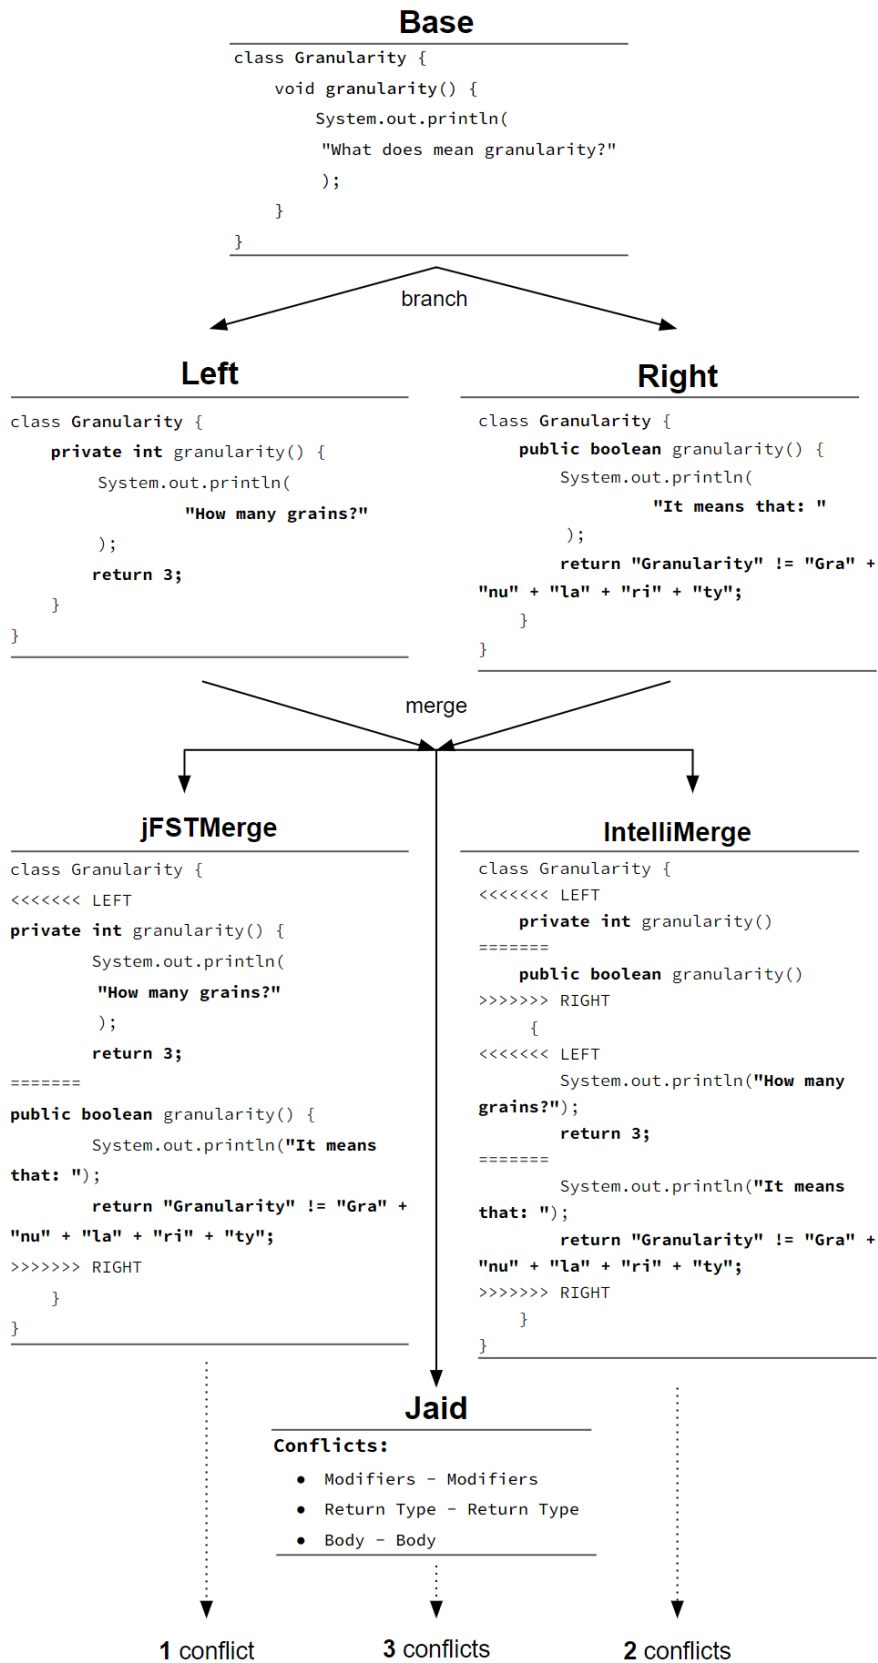 Base
class Granularity {
void granularity() {
System.out.println(
"What does mean granularity?"
);
}
}
branch
Left
class Granularity {
private int granularity() {
System.out.println(
"How many grains?"
);
return 3;
}
}
Right
class Granularity {
public boolean granularity() {
System.out.println(
"It means that: "
);
return "Granularity" != "Gra" +
"nu" + "la" + "ri" + "ty";
}
}
merge
jFSTMerge
class Granularity {
<<<<<<< LEFT
private int granularity() {
System.out.println(
"How many grains?"
);
return 3;
=======
public boolean granularity() {
System.out.println("It means
that: ");
return "Granularity" != "Gra" +
"nu" + "la" + "ri" + "ty";
>>>>>>> RIGHT
}
}
IntelliMerge
class Granularity {
<<<<<<< LEFT
private int granularity()
=======
public boolean granularity()
>>>>>>> RIGHT
{
<<<<<<< LEFT
System.out.println("How many
grains?");
return 3;
=======
System.out.println("It means
that: ");
return "Granularity" != "Gra" +
"nu" + "la" + "ri" + "ty";
>>>>>>> RIGHT
}
}
Jaid
Conflicts:
● Modifiers - Modifiers
● Return Type - Return Type
● Body - Body
1 conflict
3 conflicts
2 conflicts